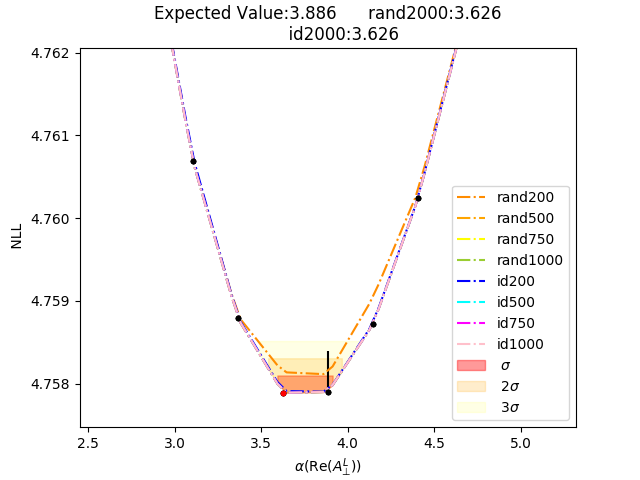 Expected Value:3.886 rand2000:3.626
id2000:3.626
4.762
4.761
4.760
4.759
4.758
NLL
2.5 3.0 3.5 4.0 4.5 5.0
α(Re(A_⊥^L))
rand200
rand500
rand750
rand1000
id200
id500
id750
id1000
σ
2σ
3σ